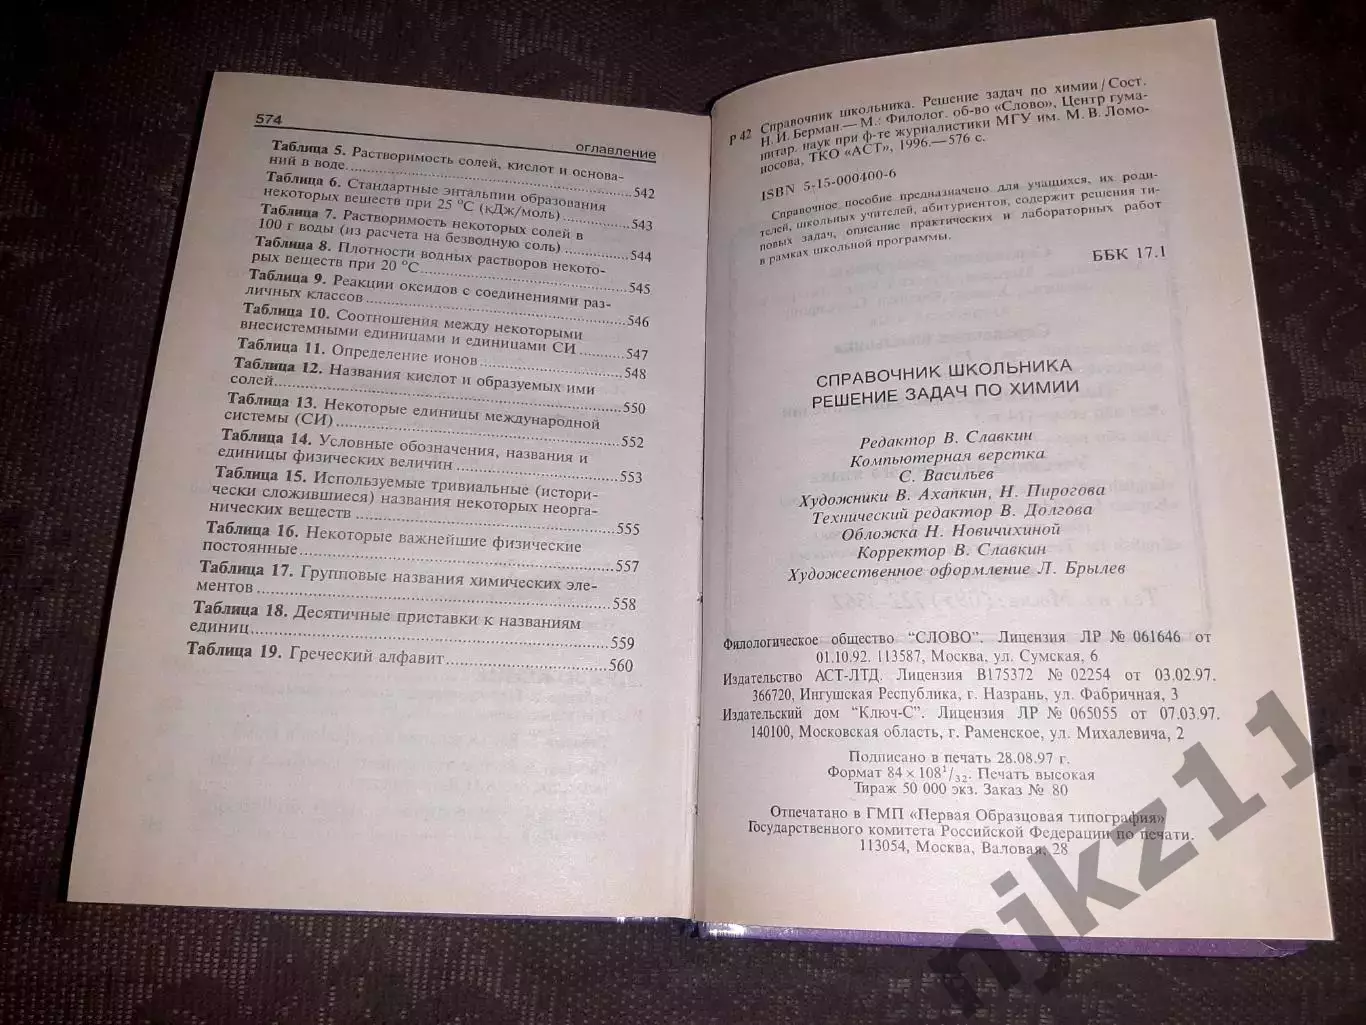 574
оглавление
Таблица 5. Растворимость солей, кислот и основа-
ний в воде.....542
Таблица 6. Стандартные энтальпии образования
некоторых веществ при 25 °С (кДж/моль).....543
Таблица 7. Растворимость некоторых солей в
100 г воды (из расчета на безводную соль).....544
Таблица 8. Плотности водных растворов некото-
рых веществ при 20 °С.....545
Таблица 9. Реакции оксидов с соединениями раз-
личных классов.....546
Таблица 10. Соотношения между некоторыми
внесистемными единицами и единицами СИ.....547
Таблица 11. Определение ионов.....548
Таблица 12. Названия кислот и образуемых ими
солей.....550
Таблица 13. Некоторые единицы международной
системы (СИ).....552
Таблица 14. Условные обозначения, названия и
единицы физических величин.....553
Таблица 15. Используемые тривиальные (истори-
чески сложившиеся) названия некоторых неорга-
нических веществ.....555
Таблица 16. Некоторые важнейшие физические
постоянные.....557
Таблица 17. Групповые названия химических эле-
ментов.....558
Таблица 18. Десятичные приставки к названиям
единиц.....559
Таблица 19. Греческий алфавит.....560
Р 42 Справочник школьника. Решение задач по химии / Сост.
Н. И. Берман.— М.: Филолог. об-во «Слово», Центр гума-
нитар. наук при ф-те журналистики МГУ им. М. В. Ломо-
носова, ТКО «АСТ», 1996.—576 с.
ISBN 5-15-000400-6
Справочное пособие предназначено для учащихся, их роди-
телей, школьных учителей, абитуриентов, содержит решения ти-
повых задач, описание практических и лабораторных работ
в рамках школьной программы.
ББК 17.1
СПРАВОЧНИК ШКОЛЬНИКА
РЕШЕНИЕ ЗАДАЧ ПО ХИМИИ
Редактор В. Славкин
Компьютерная верстка
С. Васильев
Художники В. Ахапкин, Н. Пирогова
Технический редактор В. Долгова
Обложка Н. Новичихиной
Корректор В. Славкин
Художественное оформление Л. Брылев
Филологическое общество “СЛОВО”. Лицензия ЛР № 061646 от
01.10.92. 113587, Москва, ул. Сумская, 6
Издательство АСТ-ЛТД. Лицензия В175372 № 02254 от 03.02.97.
366720, Ингушская Республика, г. Назрань, ул. Фабричная, 3
Издательский дом “Ключ-С”. Лицензия ЛР № 065055 от 07.03.97.
140100, Московская область, г. Раменское, ул. Михалевича, 2
Подписано в печать 28.08.97 г.
Формат 84 × 108¹/₃₂. Печать высокая
Тираж 50 000 экз. Заказ № 80
Отпечатано в ГМП «Первая Образцовая типография»
Государственного комитета Российской Федерации по печати.
113054, Москва, Валовая, 28
njkz11